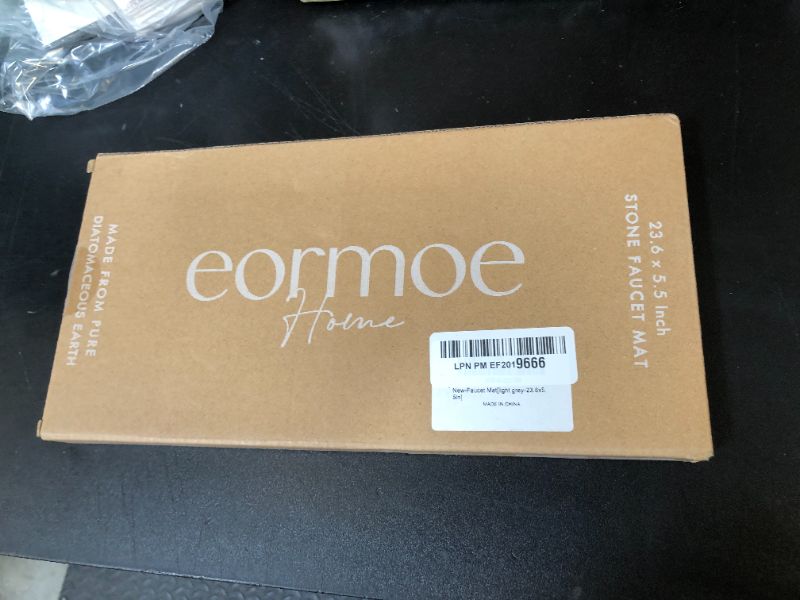 eormoe
Home
MADE FROM PURE
DIATOMACEOUS EARTH
23.6 x 5.5 Inch
STONE FAUCET MAT
LPN PM EF2019666
New-Faucet Mat[light grey-23.6x5.
5in]
MADE IN CHINA